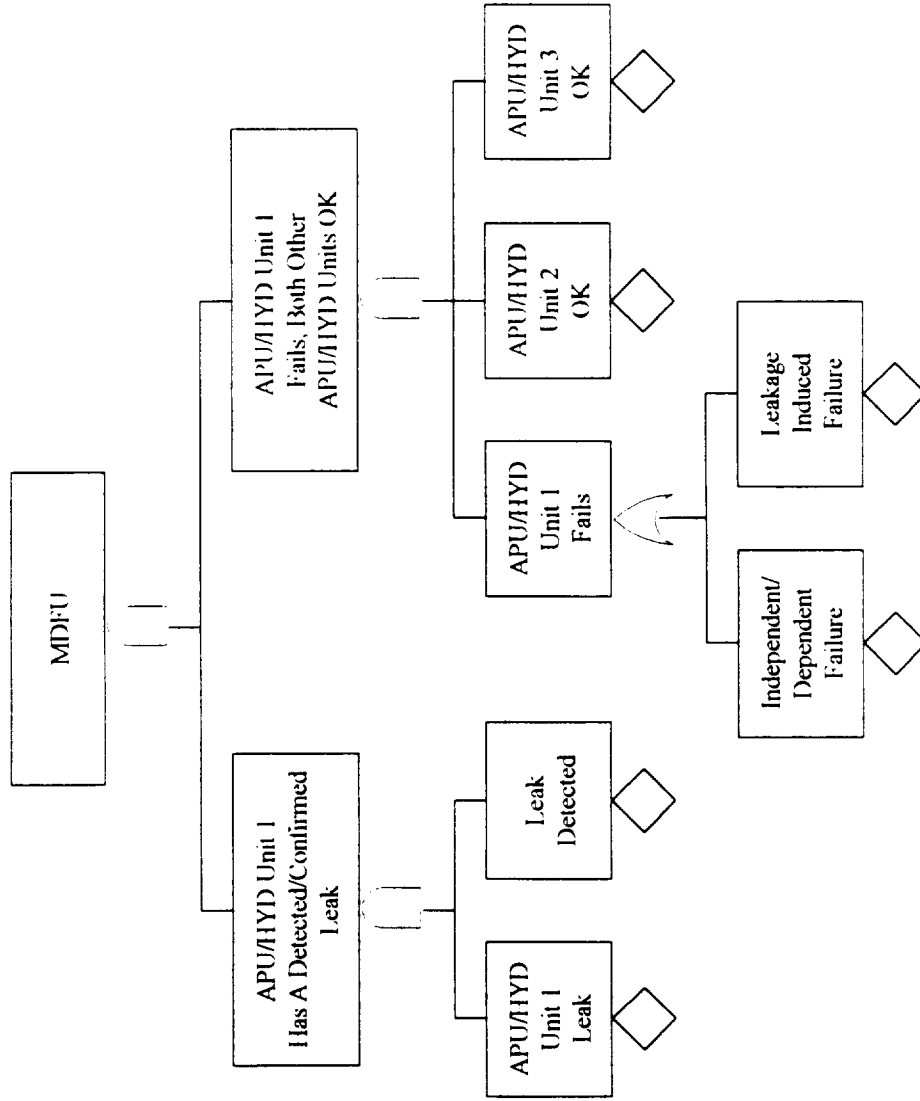 MDFU
APU/HYD Unit 1
Has A Detected/Confirmed
Leak
APU/HYD Unit 1
Fails, Both Other
APU/HYD Units OK
APU/HYD
Unit 1
Leak
Leak
Detected
APU/HYD
Unit 1
Fails
APU/HYD
Unit 2
OK
APU/HYD
Unit 3
OK
Independent/
Dependent
Failure
Leakage
Induced
Failure